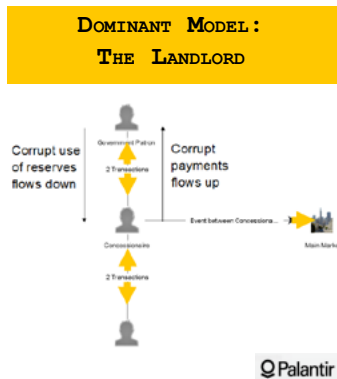 DOMINANT MODEL:
THE LANDLORD
Government Patron
Corrupt use
of reserves
flows down
Corrupt
payments
flows up
2 Transactions
Event between Concessiona...
Main Marke
Concessionaire
2 Transactions
Palantir